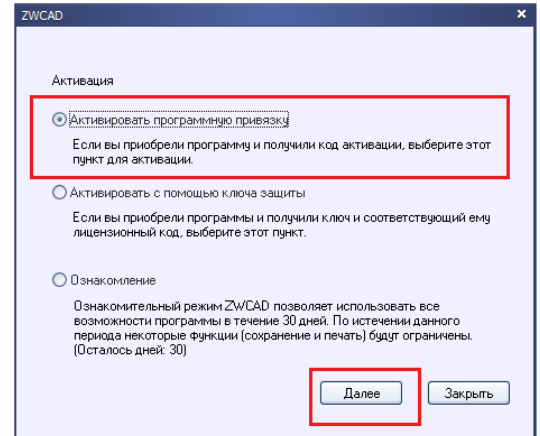 ZWCAD
Активация
Активировать программную привязку
Если вы приобрели программу и получили код активации, выберите этот
пункт для активации.
Активировать с помощью ключа защиты
Если вы приобрели программы и получили ключ и соответствующий ему
лицензионный код, выберите этот пункт.
Ознакомление
Ознакомительный режим ZWCAD позволяет использовать все
возможности программы в течение 30 дней. По истечении данного
периода некоторые функции (сохранение и печать) будут ограничены.
(Осталось дней: 30)
Далее Закрыть